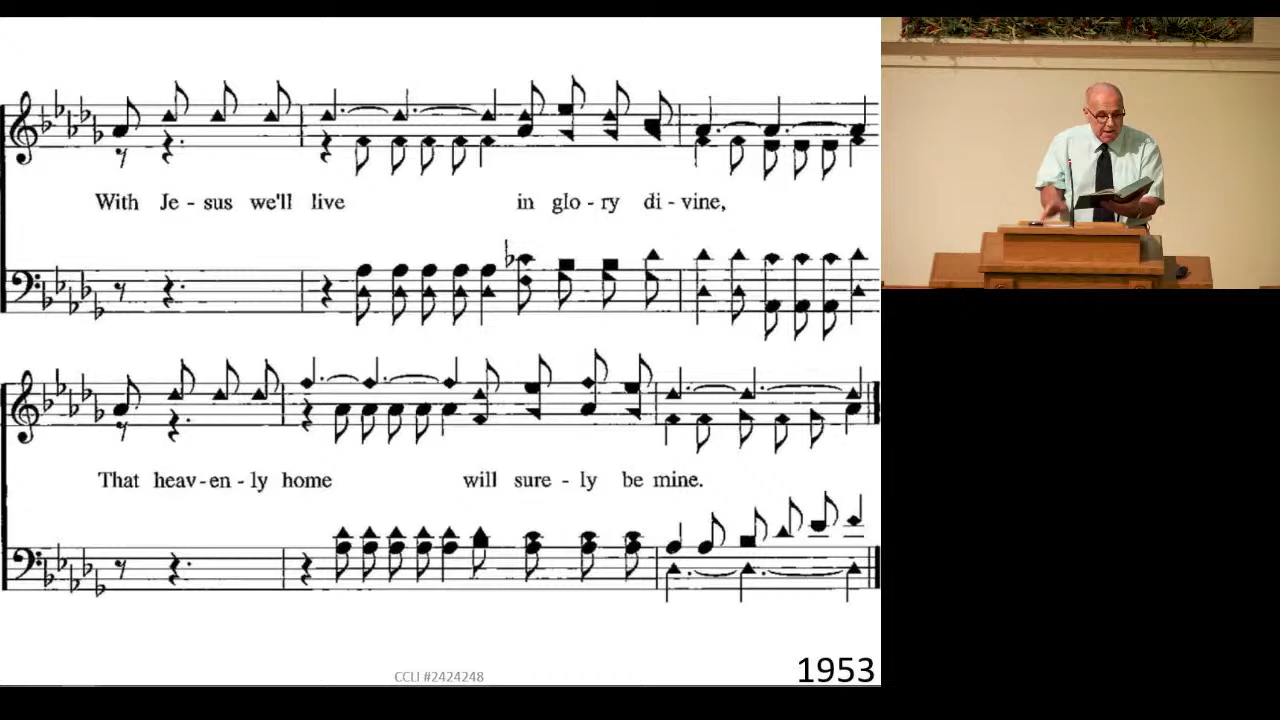 With Je - sus we'll live in glo - ry di - vine,
That heav - en - ly home will sure - ly be mine.
CCLI #2424248
1953